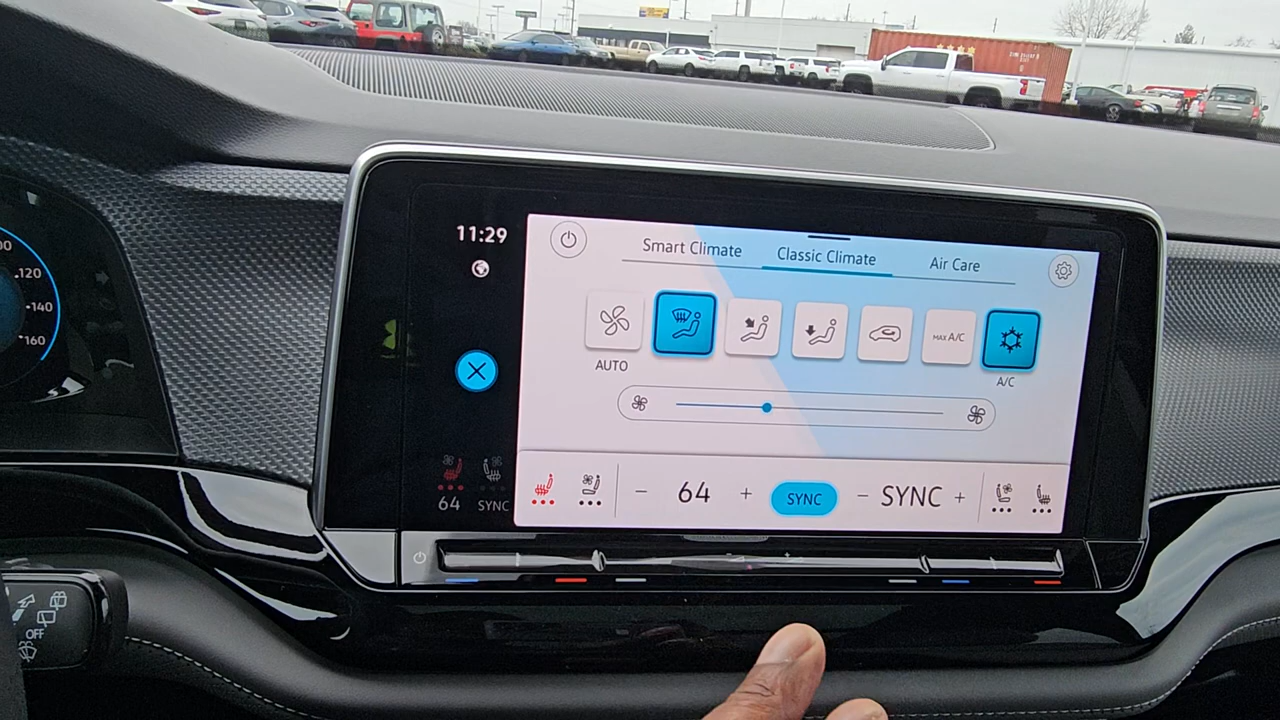 11:29
Smart Climate
Classic Climate
Air Care
MAX A/C
AUTO
A/C
64
SYNC
SYNC
64
SYNC
120
140
160
OFF